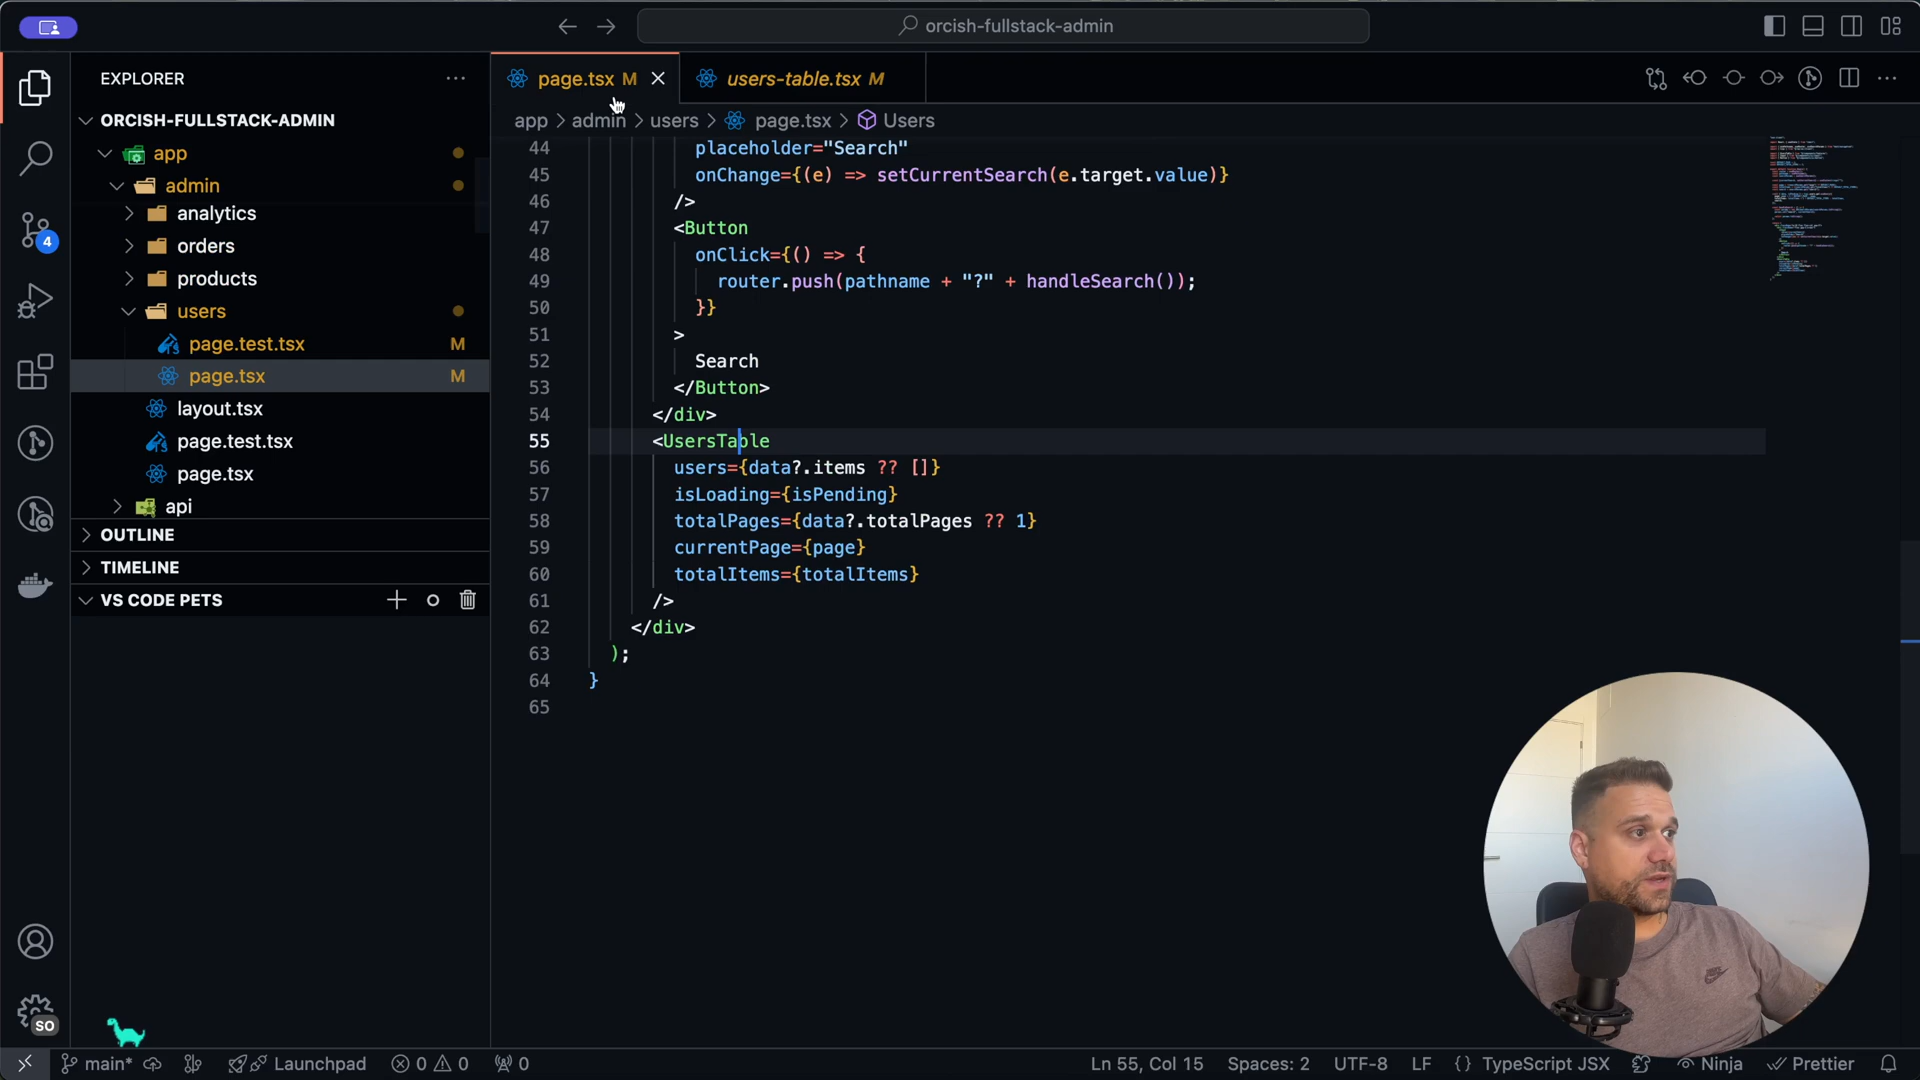 orcish-fullstack-admin
EXPLORER
ORCISH-FULLSTACK-ADMIN
app
admin
analytics
orders
products
users
page.test.tsx M
page.tsx M
layout.tsx
page.test.tsx
page.tsx
api
OUTLINE
TIMELINE
VS CODE PETS
4
SO
page.tsx M
users-table.tsx M
app > admin > users > page.tsx > Users
44 placeholder="Search"
45 onChange={(e) => setCurrentSearch(e.target.value)}
46 />
47 <Button
48 onClick={() => {
49 router.push(pathname + "?" + handleSearch());
50 }}
51 >
52 Search
53 </Button>
54 </div>
55 <UsersTable
56 users={data?.items ?? []}
57 isLoading={isPending}
58 totalPages={data?.totalPages ?? 1}
59 currentPage={page}
60 totalItems={totalItems}
61 />
62 </div>
63 );
64 }
65
main* Launchpad 0 0 0 Ln 55, Col 15 Spaces: 2 UTF-8 LF {} TypeScript JSX Ninja Prettier